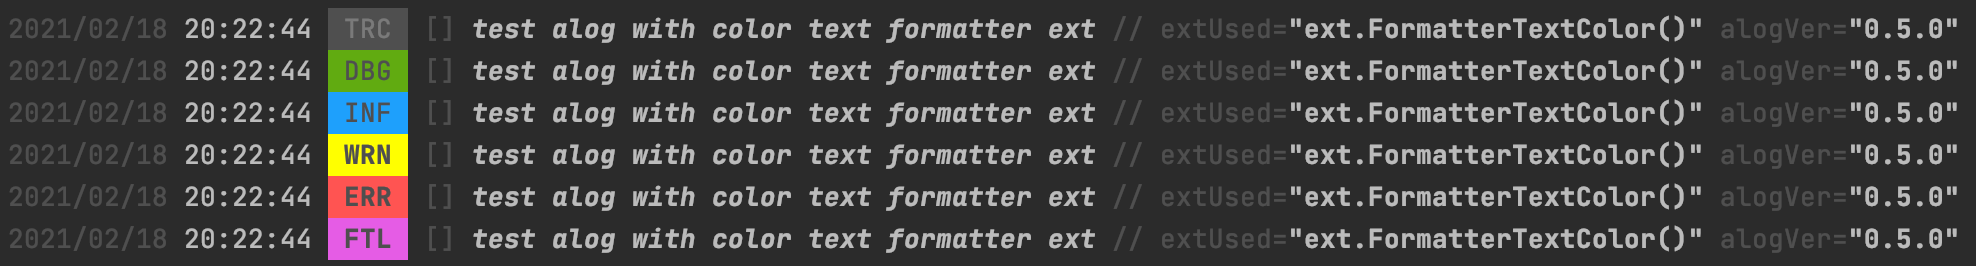 2021/02/18 20:22:44 TRC [] test alog with color text formatter ext // extUsed="ext.FormatterTextColor()" alogVer="0.5.0"
2021/02/18 20:22:44 DBG [] test alog with color text formatter ext // extUsed="ext.FormatterTextColor()" alogVer="0.5.0"
2021/02/18 20:22:44 INF [] test alog with color text formatter ext // extUsed="ext.FormatterTextColor()" alogVer="0.5.0"
2021/02/18 20:22:44 WRN [] test alog with color text formatter ext // extUsed="ext.FormatterTextColor()" alogVer="0.5.0"
2021/02/18 20:22:44 ERR [] test alog with color text formatter ext // extUsed="ext.FormatterTextColor()" alogVer="0.5.0"
2021/02/18 20:22:44 FTL [] test alog with color text formatter ext // extUsed="ext.FormatterTextColor()" alogVer="0.5.0"